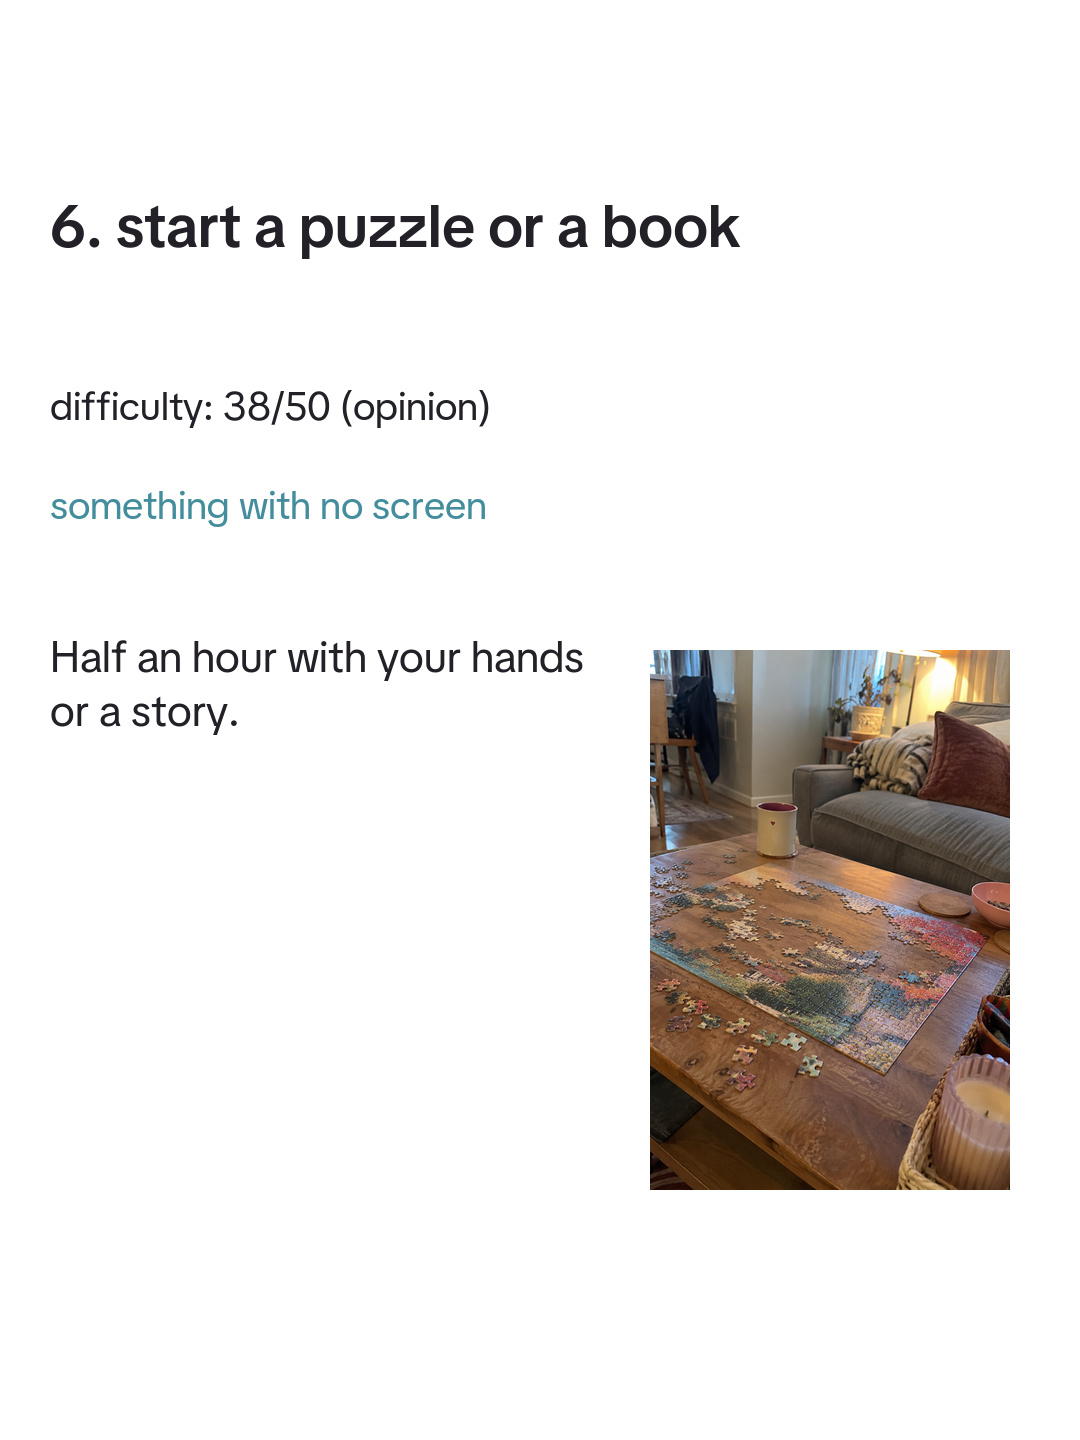 6. start a puzzle or a book
difficulty: 38/50 (opinion)
something with no screen
Half an hour with your hands
or a story.